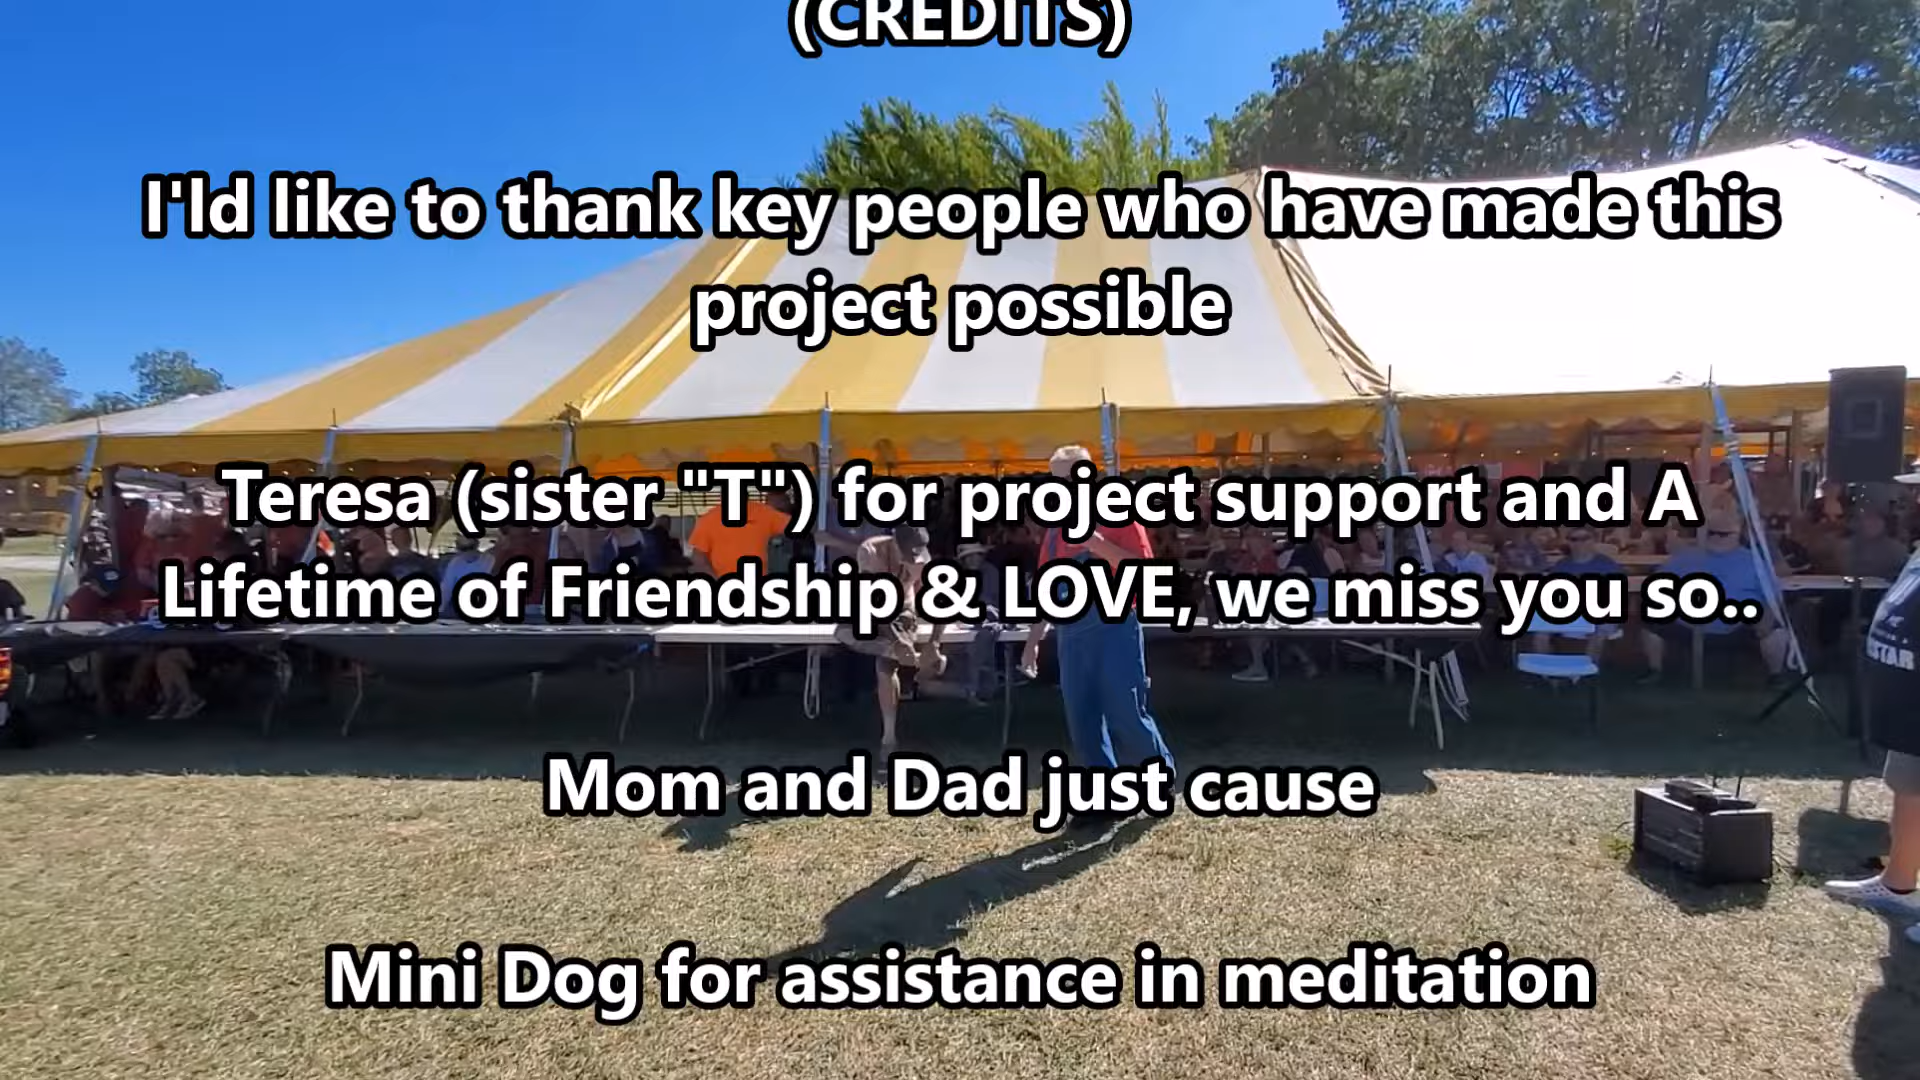 (CREDITS)
I'ld like to thank key people who have made this
project possible
Teresa (sister "T") for project support and A
Lifetime of Friendship & LOVE, we miss you so..
Mom and Dad just cause
Mini Dog for assistance in meditation
STAR